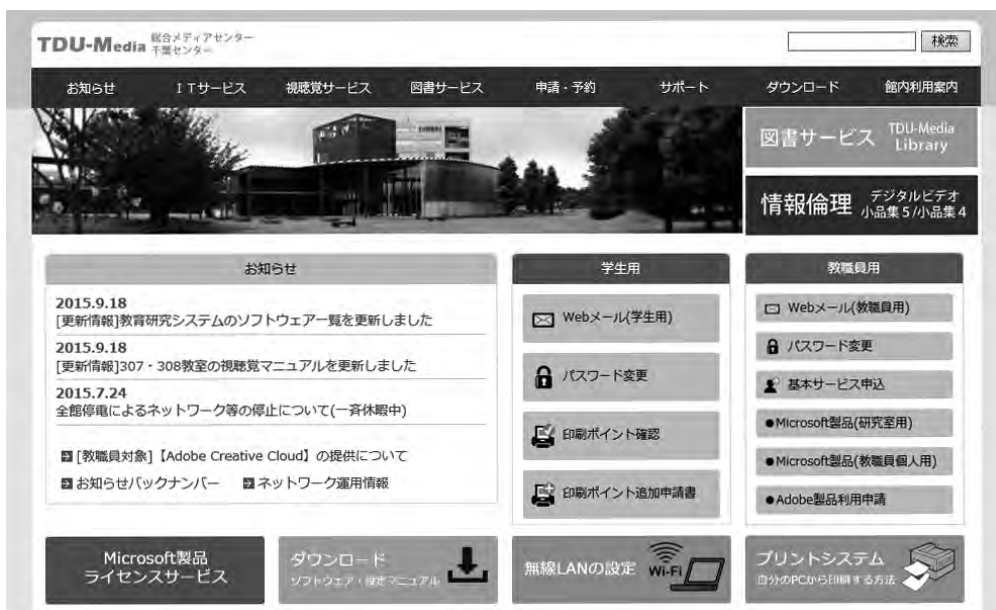 TDU-Media 総合メディアセンター
千葉センター
検索
お知らせ ITサービス 視聴覚サービス 図書サービス 申請・予約 サポート ダウンロード 館内利用案内
図書サービス TDU-Media
Library
情報倫理 デジタルビデオ
小品集5/小品集4
お知らせ
2015.9.18
[更新情報]教育研究システムのソフトウェア一覧を更新しました
2015.9.18
[更新情報]307・308教室の視聴覚マニュアルを更新しました
2015.7.24
全館停電によるネットワーク等の停止について(一斉休暇中)
[教職員対象]【Adobe Creative Cloud】の提供について
お知らせバックナンバー ネットワーク運用情報
学生用
Webメール(学生用)
パスワード変更
印刷ポイント確認
印刷ポイント追加申請書
教職員用
Webメール(教職員用)
パスワード変更
基本サービス申込
●Microsoft製品(研究室用)
●Microsoft製品(教職員個人用)
●Adobe製品利用申請
Microsoft製品
ライセンスサービス
ダウンロード
ソフトウェア・設定マニュアル
無線LANの設定 Wi-Fi
プリントシステム
自分のPCから印刷する方法